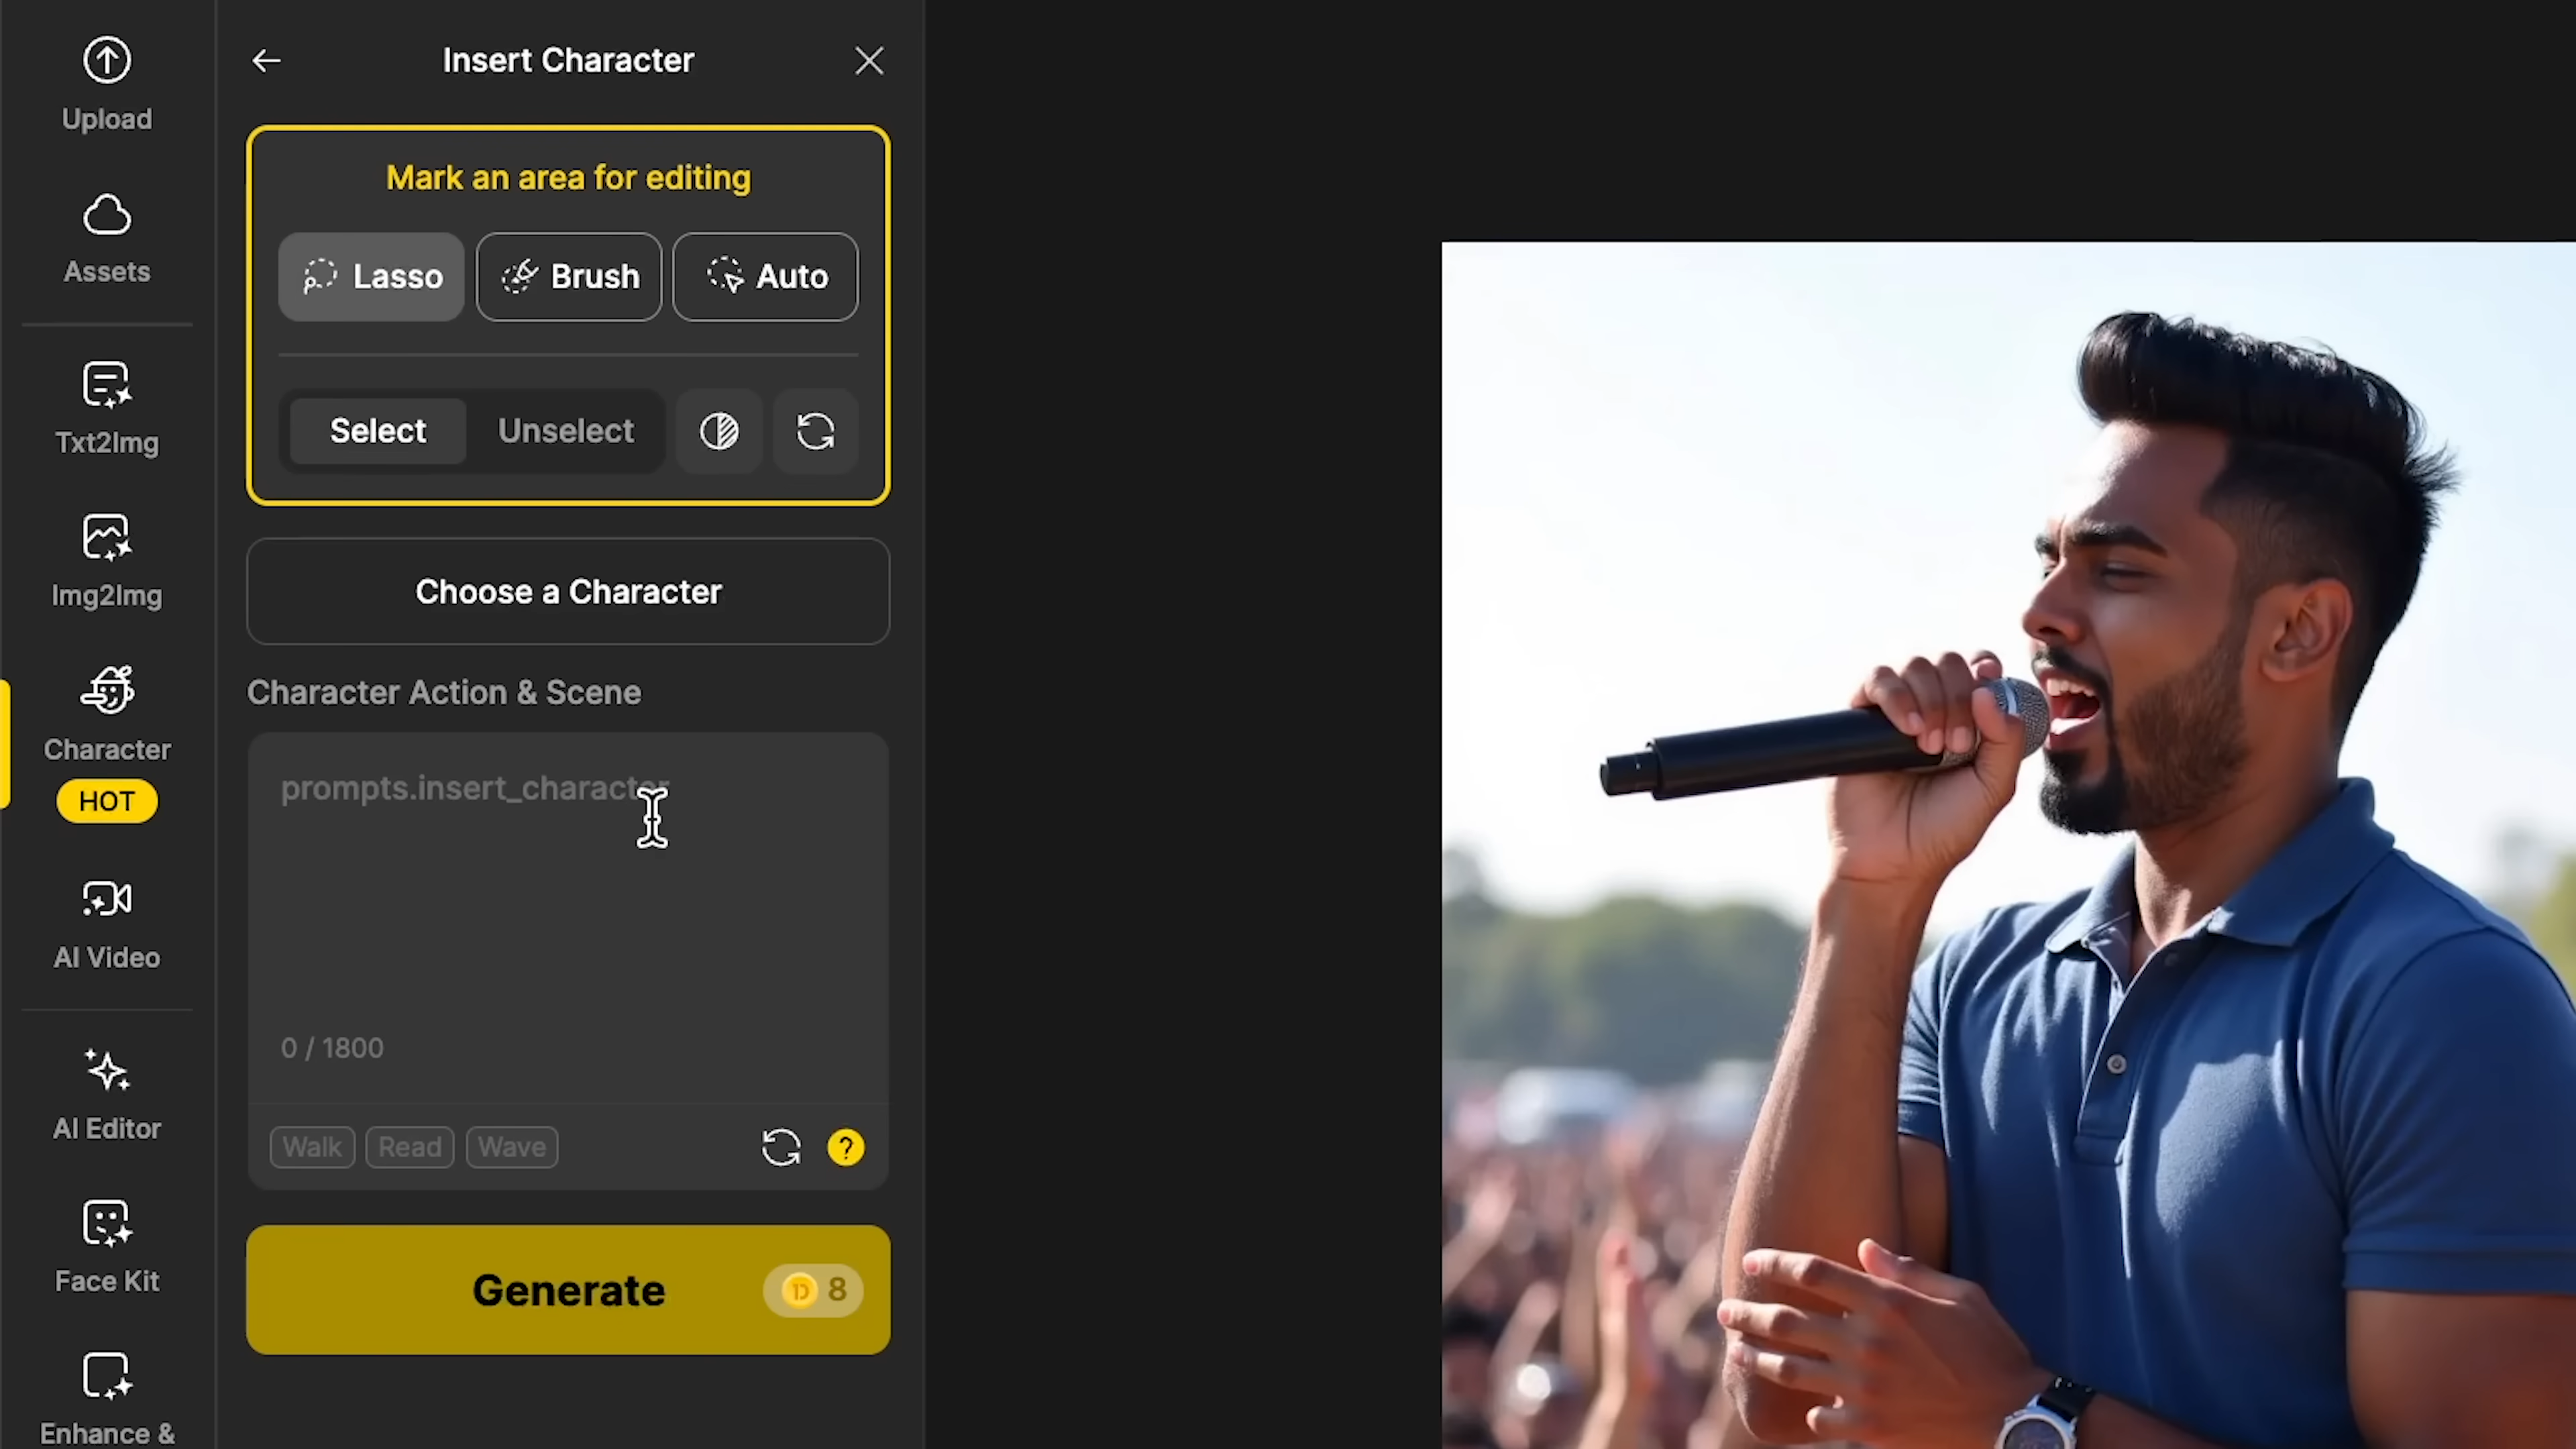 Upload
Assets
Txt2Img
Img2Img
Character
HOT
AI Video
AI Editor
Face Kit
Enhance &
Insert Character
Mark an area for editing
Lasso Brush Auto
Select Unselect
Choose a Character
Character Action & Scene
prompts.insert_character
0 / 1800
Walk Read Wave ?
Generate 8